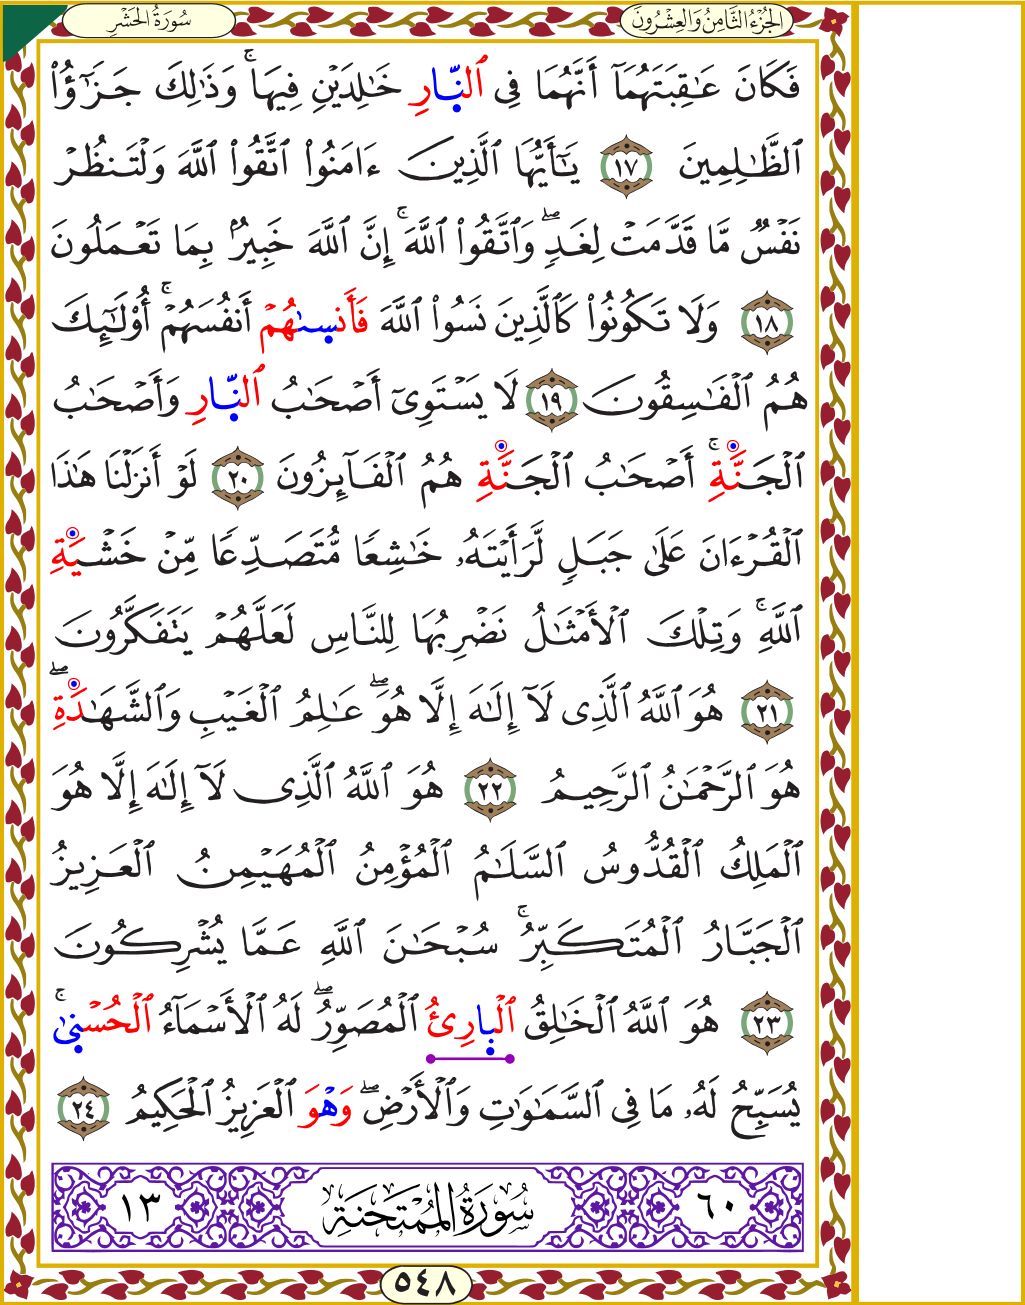 الجُزْءُ الثَّامِنُ وَالعِشْرُونَ
سُورَةُ الحَشْرِ
فَكَانَ عَٰقِبَتَهُمَآ أَنَّهُمَا فِى ٱلنَّارِ خَٰلِدَيْنِ فِيهَا ۚ وَذَٰلِكَ جَزَٰٓؤُا۟
ٱلظَّٰلِمِينَ ١٧ يَٰٓأَيُّهَا ٱلَّذِينَ ءَامَنُوا۟ ٱتَّقُوا۟ ٱللَّهَ وَلْتَنظُرْ
نَفْسٌ مَّا قَدَّمَتْ لِغَدٍ ۖ وَٱتَّقُوا۟ ٱللَّهَ ۚ إِنَّ ٱللَّهَ خَبِيرٌۢ بِمَا تَعْمَلُونَ
١٨ وَلَا تَكُونُوا۟ كَٱلَّذِينَ نَسُوا۟ ٱللَّهَ فَأَنسىٰهُمْ أَنفُسَهُمْ ۚ أُو۟لَٰٓئِكَ
هُمُ ٱلْفَٰسِقُونَ ١٩ لَا يَسْتَوِىٓ أَصْحَٰبُ ٱلنَّارِ وَأَصْحَٰبُ
ٱلْجَنَّةِ ۚ أَصْحَٰبُ ٱلْجَنَّةِ هُمُ ٱلْفَآئِزُونَ ٢٠ لَوْ أَنزَلْنَا هَٰذَا
ٱلْقُرْءَانَ عَلَىٰ جَبَلٍ لَّرَأَيْتَهُۥ خَٰشِعًا مُّتَصَدِّعًا مِّنْ خَشْيَةِ
ٱللَّهِ ۚ وَتِلْكَ ٱلْأَمْثَٰلُ نَضْرِبُهَا لِلنَّاسِ لَعَلَّهُمْ يَتَفَكَّرُونَ
٢١ هُوَ ٱللَّهُ ٱلَّذِى لَآ إِلَٰهَ إِلَّا هُوَ ۖ عَٰلِمُ ٱلْغَيْبِ وَٱلشَّهَٰدَةِ ۖ
هُوَ ٱلرَّحْمَٰنُ ٱلرَّحِيمُ ٢٢ هُوَ ٱللَّهُ ٱلَّذِى لَآ إِلَٰهَ إِلَّا هُوَ
ٱلْمَلِكُ ٱلْقُدُّوسُ ٱلسَّلَٰمُ ٱلْمُؤْمِنُ ٱلْمُهَيْمِنُ ٱلْعَزِيزُ
ٱلْجَبَّارُ ٱلْمُتَكَبِّرُ ۚ سُبْحَٰنَ ٱللَّهِ عَمَّا يُشْرِكُونَ
٢٣ هُوَ ٱللَّهُ ٱلْخَٰلِقُ ٱلْبارِئُ ٱلْمُصَوِّرُ ۖ لَهُ ٱلْأَسْمَآءُ ٱلْحُسْنىٰ ۚ
يُسَبِّحُ لَهُۥ مَا فِى ٱلسَّمَٰوَٰتِ وَٱلْأَرْضِ ۖ وَهْوَ ٱلْعَزِيزُ ٱلْحَكِيمُ ٢٤
٦٠ سُورَةُ المُمْتَحَنَةِ ١٣
٥٤٨